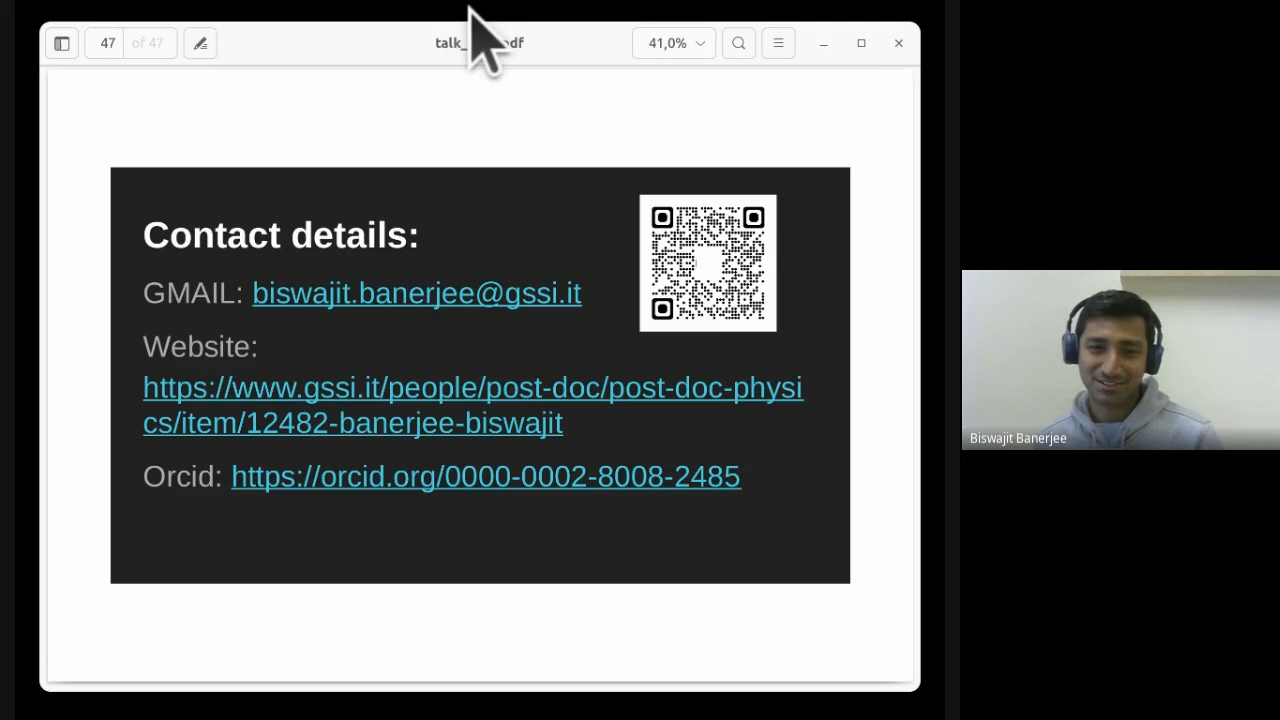 47 of 47
41,0%
Contact details:
GMAIL: biswajit.banerjee@gssi.it
Website:
https://www.gssi.it/people/post-doc/post-doc-physi
cs/item/12482-banerjee-biswajit
Orcid: https://orcid.org/0000-0002-8008-2485
Biswajit Banerjee